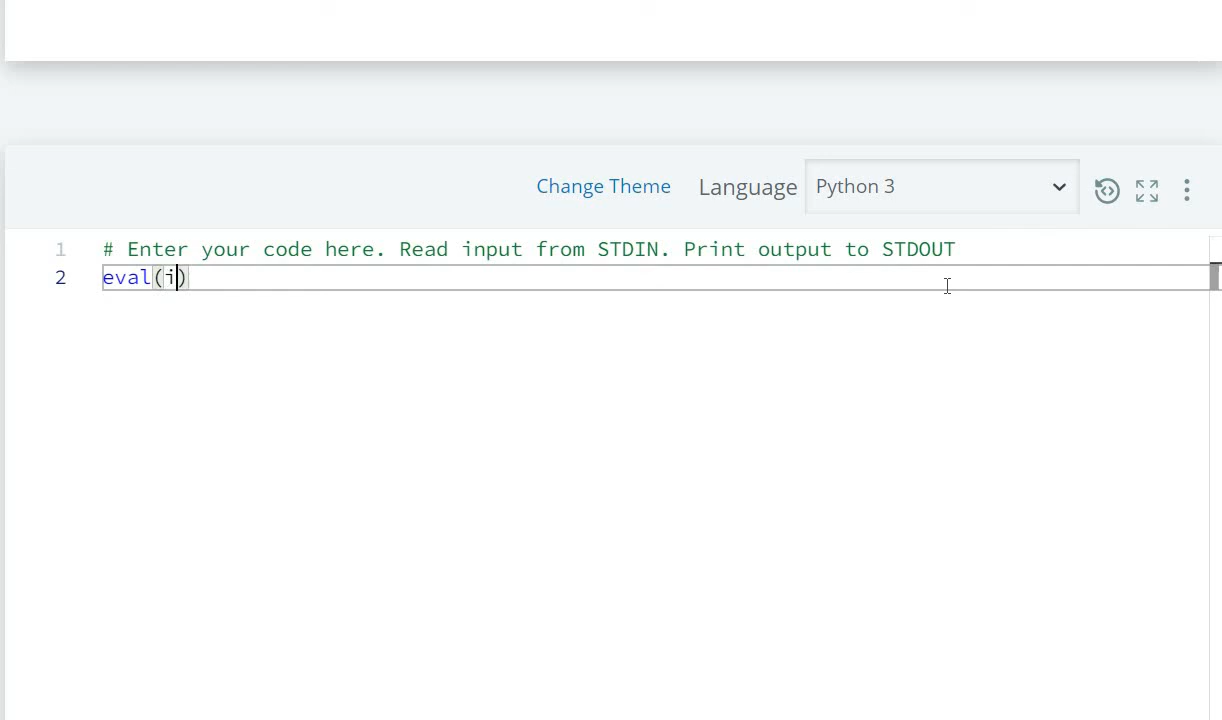 Change Theme Language Python 3
1 # Enter your code here. Read input from STDIN. Print output to STDOUT
2 eval(i)